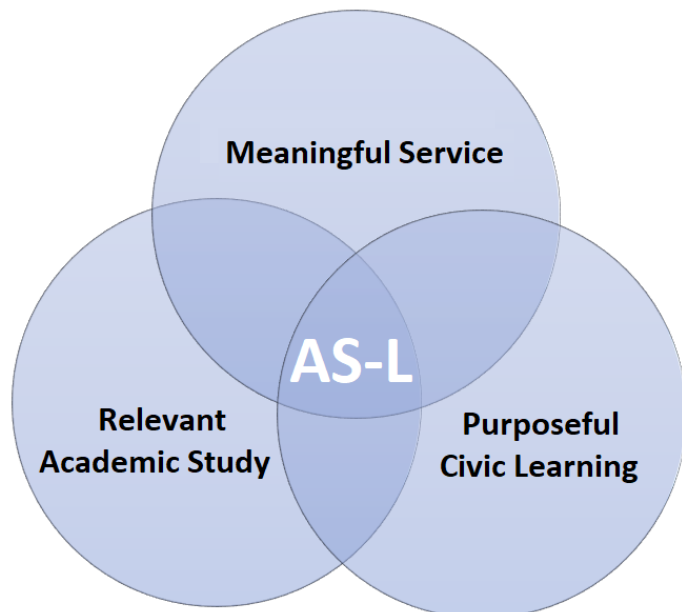 Meaningful Service
AS-L
Relevant
Academic Study
Purposeful
Civic Learning